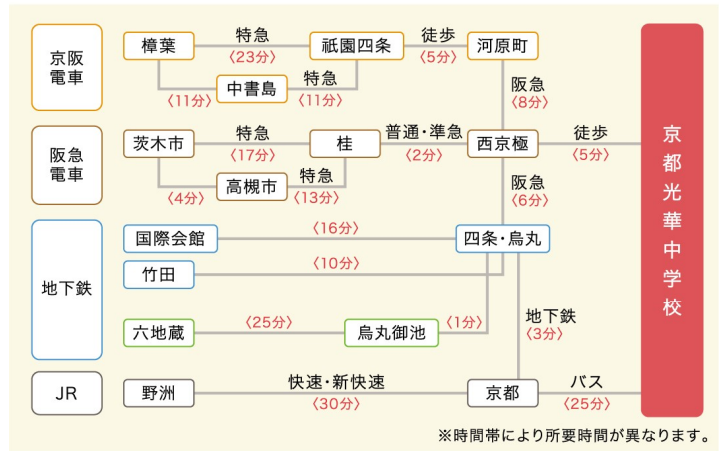 京阪
電車
樟葉
特急
〈23分〉
祇園四条
徒歩
〈5分〉
河原町
〈11分〉
中書島
特急
〈11分〉
阪急
〈8分〉
阪急
電車
茨木市
特急
〈17分〉
桂
普通・準急
〈2分〉
西京極
徒歩
〈5分〉
〈4分〉
高槻市
特急
〈13分〉
阪急
〈6分〉
地下鉄
国際会館
〈16分〉
四条・烏丸
竹田
〈10分〉
六地蔵
〈25分〉
烏丸御池
〈1分〉
地下鉄
〈3分〉
JR
野洲
快速・新快速
〈30分〉
京都
バス
〈25分〉
京都光華中学校
※時間帯により所要時間が異なります。